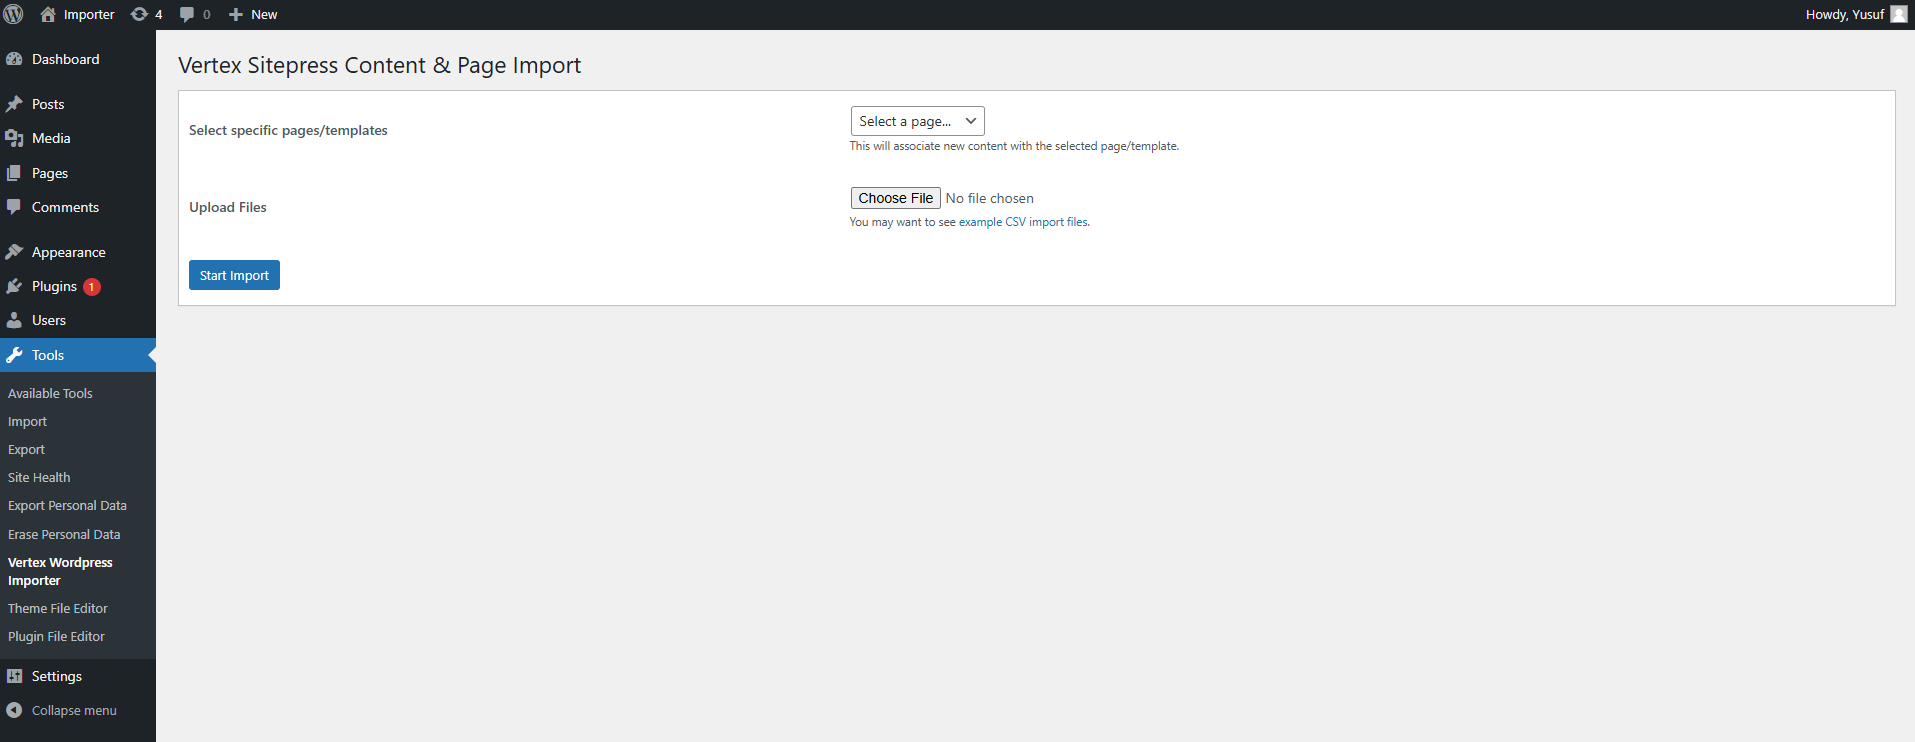 Importer 4 0 New Howdy, Yusuf
Dashboard
Posts
Media
Pages
Comments
Appearance
Plugins 1
Users
Tools
Available Tools
Import
Export
Site Health
Export Personal Data
Erase Personal Data
Vertex Wordpress
Importer
Theme File Editor
Plugin File Editor
Settings
Collapse menu
Vertex Sitepress Content & Page Import
Select specific pages/templates
Select a page...
This will associate new content with the selected page/template.
Upload Files
Choose File No file chosen
You may want to see example CSV import files.
Start Import